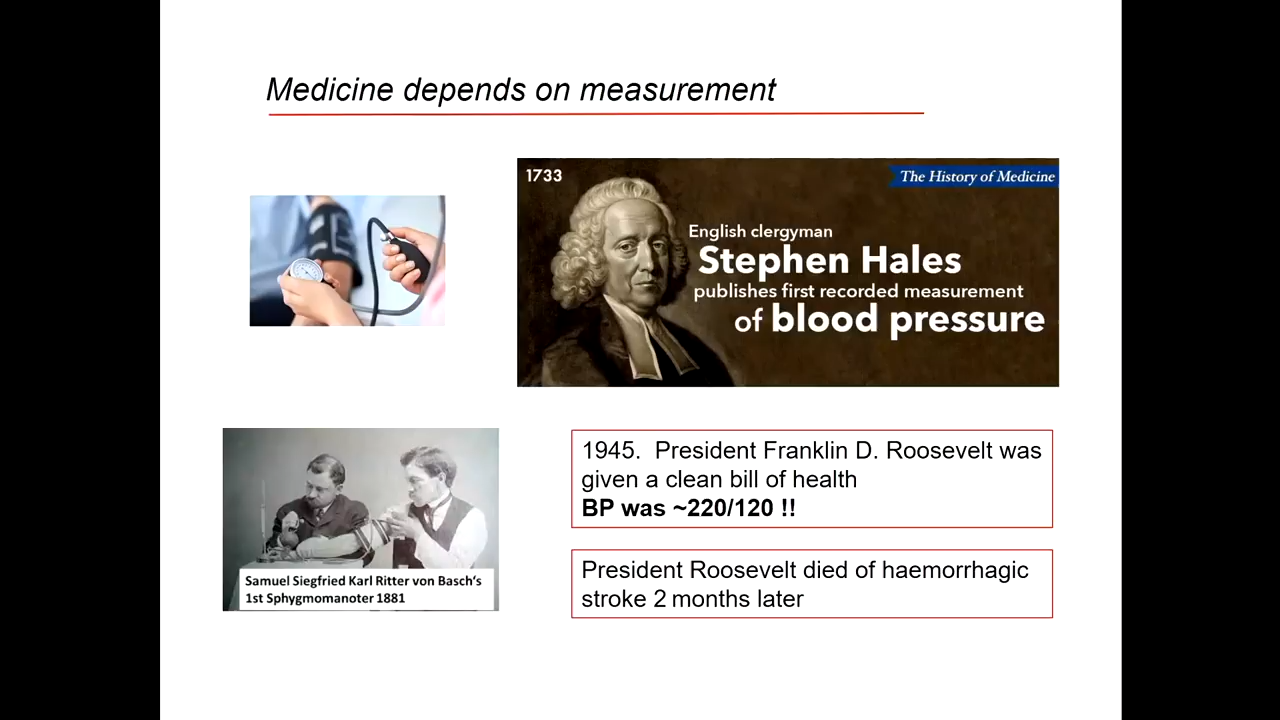 Medicine depends on measurement
1733
The History of Medicine
English clergyman
Stephen Hales
publishes first recorded measurement
of blood pressure
1945.  President Franklin D. Roosevelt was
given a clean bill of health
BP was ~220/120 !!
Samuel Siegfried Karl Ritter von Basch's
1st Sphygmomanoter 1881
President Roosevelt died of haemorrhagic
stroke 2 months later